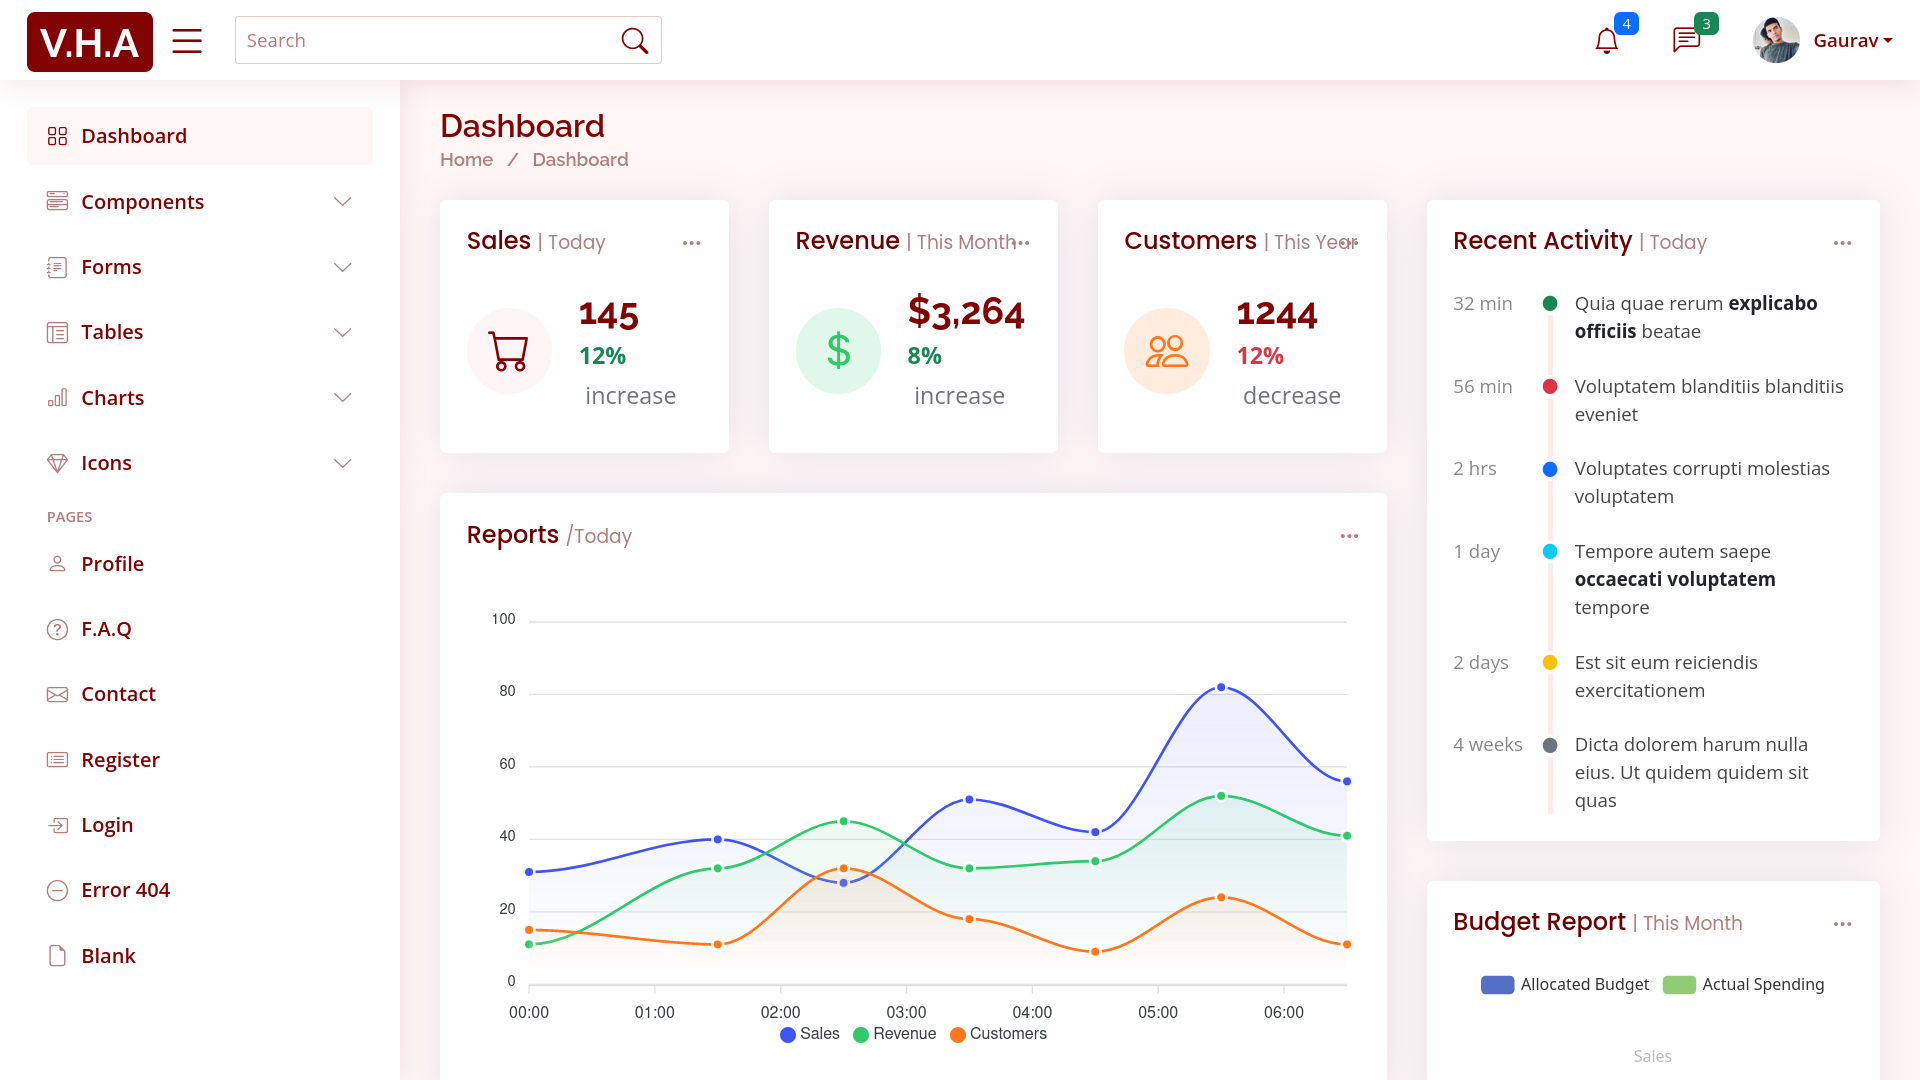 V.H.A
Search
4
3
Gaurav
Dashboard
Components
Forms
Tables
Charts
Icons
PAGES
Profile
F.A.Q
Contact
Register
Login
Error 404
Blank
Dashboard
Home / Dashboard
Sales | Today
145
12%
increase
Revenue | This Month
$3,264
8%
increase
Customers | This Year
1244
12%
decrease
Reports /Today
100
80
60
40
20
0
00:00 01:00 02:00 03:00 04:00 05:00 06:00
Sales Revenue Customers
Recent Activity | Today
32 min Quia quae rerum explicabo
officiis beatae
56 min Voluptatem blanditiis blanditiis
eveniet
2 hrs Voluptates corrupti molestias
voluptatem
1 day Tempore autem saepe
occaecati voluptatem
tempore
2 days Est sit eum reiciendis
exercitationem
4 weeks Dicta dolorem harum nulla
eius. Ut quidem quidem sit
quas
Budget Report | This Month
Allocated Budget Actual Spending
Sales